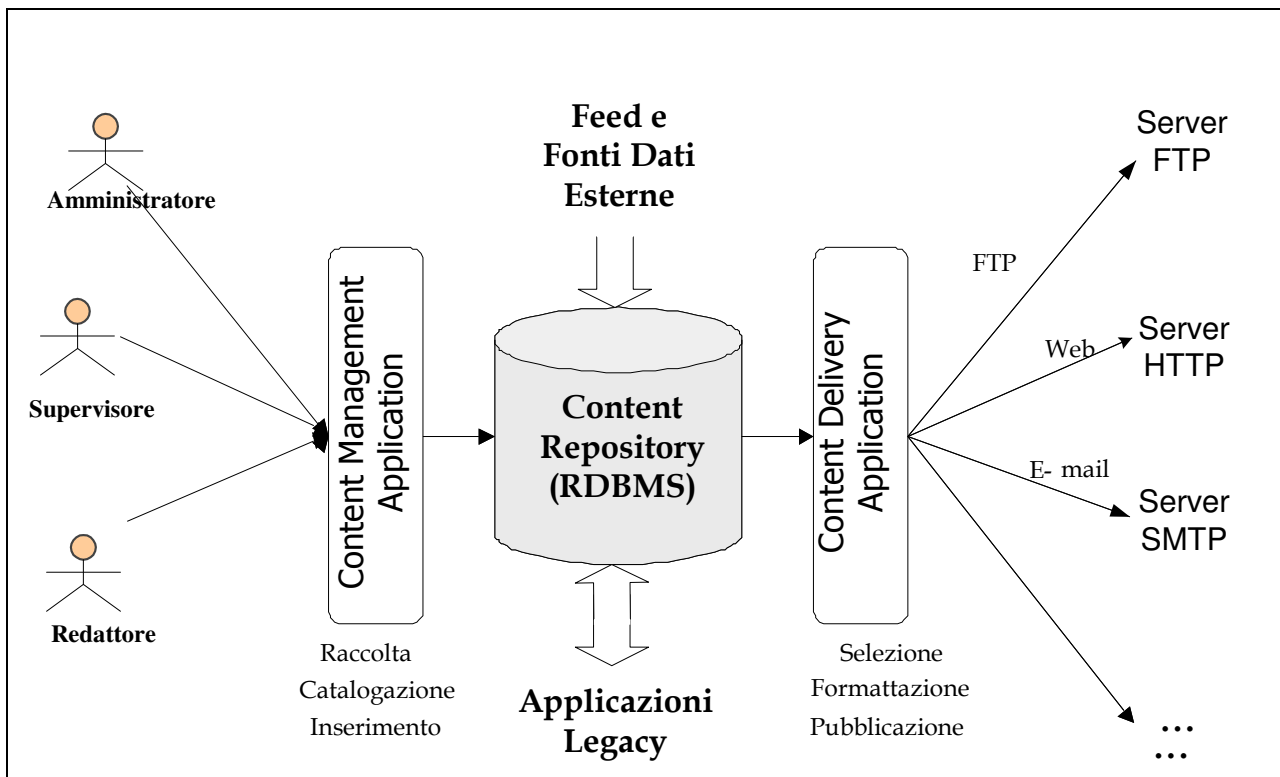 Amministratore
Supervisore
Redattore
Content Management
Application
Raccolta
Catalogazione
Inserimento
Feed e
Fonti Dati
Esterne
Content
Repository
(RDBMS)
Applicazioni
Legacy
Content Delivery
Application
Selezione
Formattazione
Pubblicazione
FTP
Web
E- mail
Server
FTP
Server
HTTP
Server
SMTP
...
...